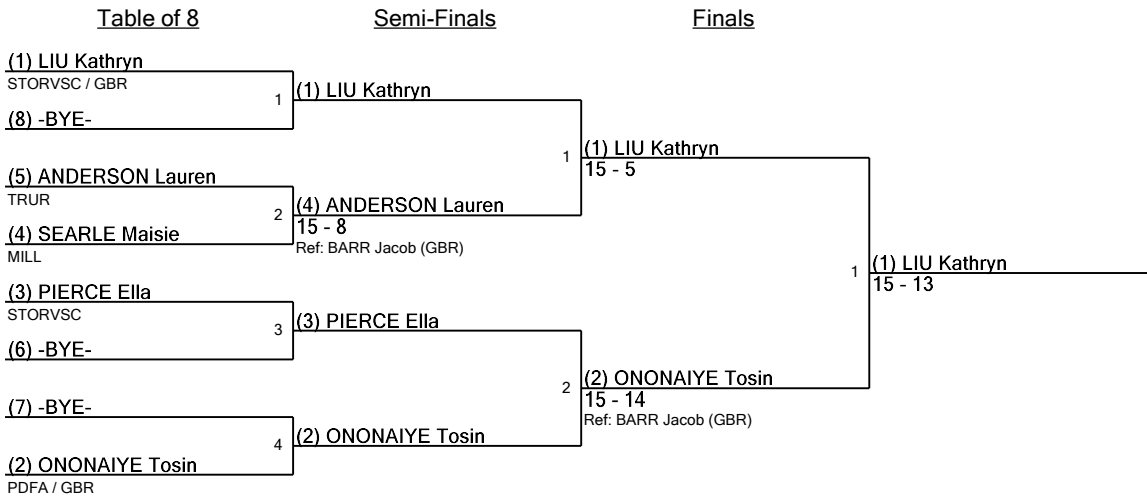 Table of 8
Semi-Finals
Finals
(1) LIU Kathryn
STORVSC / GBR
(8) -BYE-
1
(1) LIU Kathryn
(5) ANDERSON Lauren
TRUR
(4) SEARLE Maisie
MILL
2
(4) ANDERSON Lauren
15 - 8
Ref: BARR Jacob (GBR)
1
(1) LIU Kathryn
15 - 5
(3) PIERCE Ella
STORVSC
(6) -BYE-
3
(3) PIERCE Ella
(7) -BYE-
(2) ONONAIYE Tosin
PDFA / GBR
4
(2) ONONAIYE Tosin
2
(2) ONONAIYE Tosin
15 - 14
Ref: BARR Jacob (GBR)
1
(1) LIU Kathryn
15 - 13